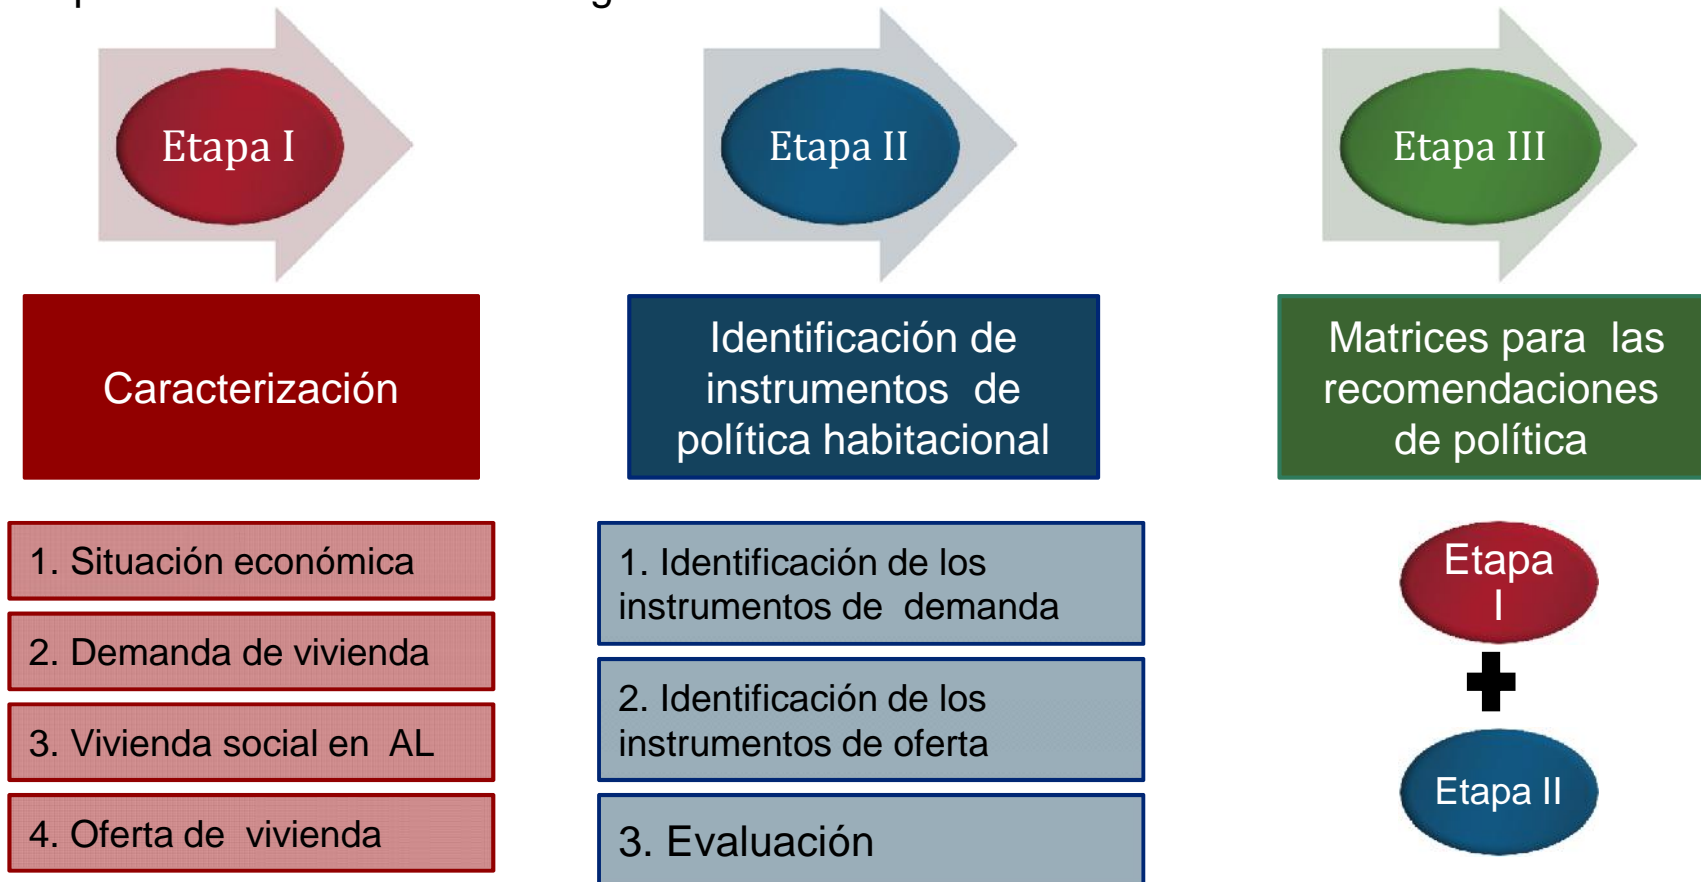 Etapa I
Etapa II
Etapa III
Caracterización
Identificación de
instrumentos de
política habitacional
Matrices para las
recomendaciones
de política
1. Situación económica
2. Demanda de vivienda
3. Vivienda social en AL
4. Oferta de vivienda
1. Identificación de los
instrumentos de demanda
2. Identificación de los
instrumentos de oferta
3. Evaluación
Etapa
I
Etapa II